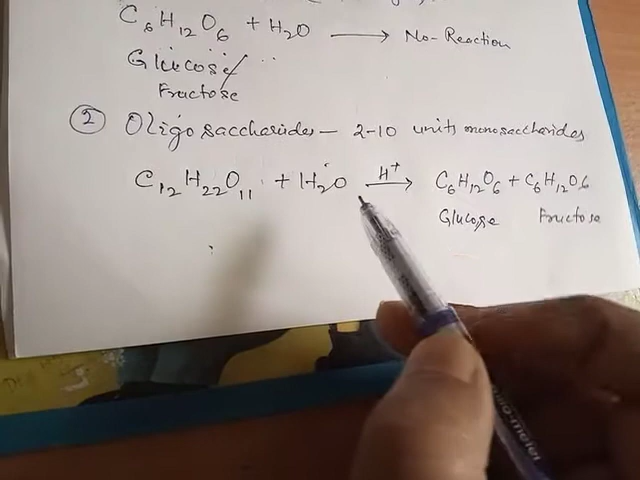 C₆H₁₂O₆ + H₂O ⟶ No-Reaction
Glucose/
Fructose
② Oligosaccharides – 2-10 units monosaccharides
C₁₂H₂₂O₁₁ + H₂O —H⁺→ C₆H₁₂O₆ + C₆H₁₂O₆
Glucose Fructose